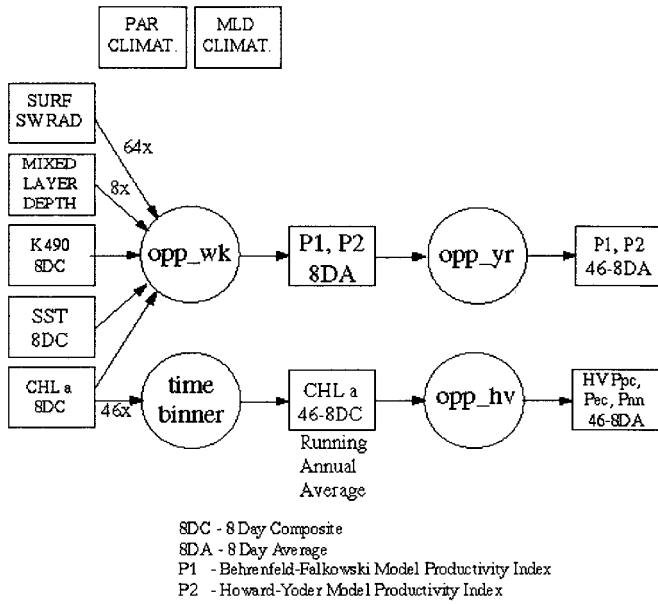 PAR
CLIMAT.
MLD
CLIMAT.
SURF
SWRAD
64x
MIXED
LAYER
DEPTH
8x
K490
8DC
opp_wk
P1, P2
8DA
opp_yr
P1, P2
46-8DA
SST
8DC
CHL a
8DC
46x
time
binner
CHL a
46-8DC
opp_hv
HV Ppc,
Pec, Pnn
46-8DA
Running
Annual
Average
8DC - 8 Day Composite
8DA - 8 Day Average
P1 - Behrenfeld-Falkowski Model Productivity Index
P2 - Howard-Yoder Model Productivity Index